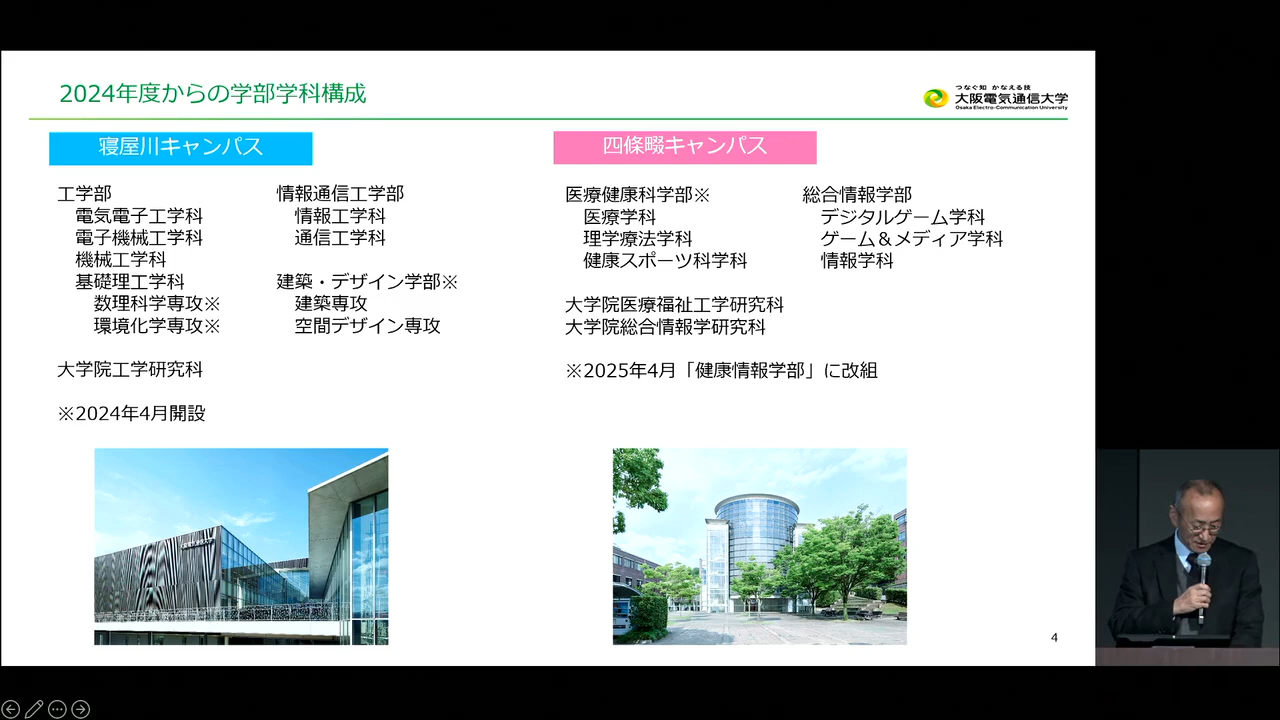 2024年度からの学部学科構成
つなぐ知 かなえる技
大阪電気通信大学
Osaka Electro-Communication University
寝屋川キャンパス
工学部
電気電子工学科
電子機械工学科
機械工学科
基礎理工学科
数理科学専攻※
環境化学専攻※
大学院工学研究科
※2024年4月開設
情報通信工学部
情報工学科
通信工学科
建築・デザイン学部※
建築専攻
空間デザイン専攻
四條畷キャンパス
医療健康科学部※
医療学科
理学療法学科
健康スポーツ科学科
大学院医療福祉工学研究科
大学院総合情報学研究科
※2025年4月「健康情報学部」に改組
総合情報学部
デジタルゲーム学科
ゲーム＆メディア学科
情報学科
4